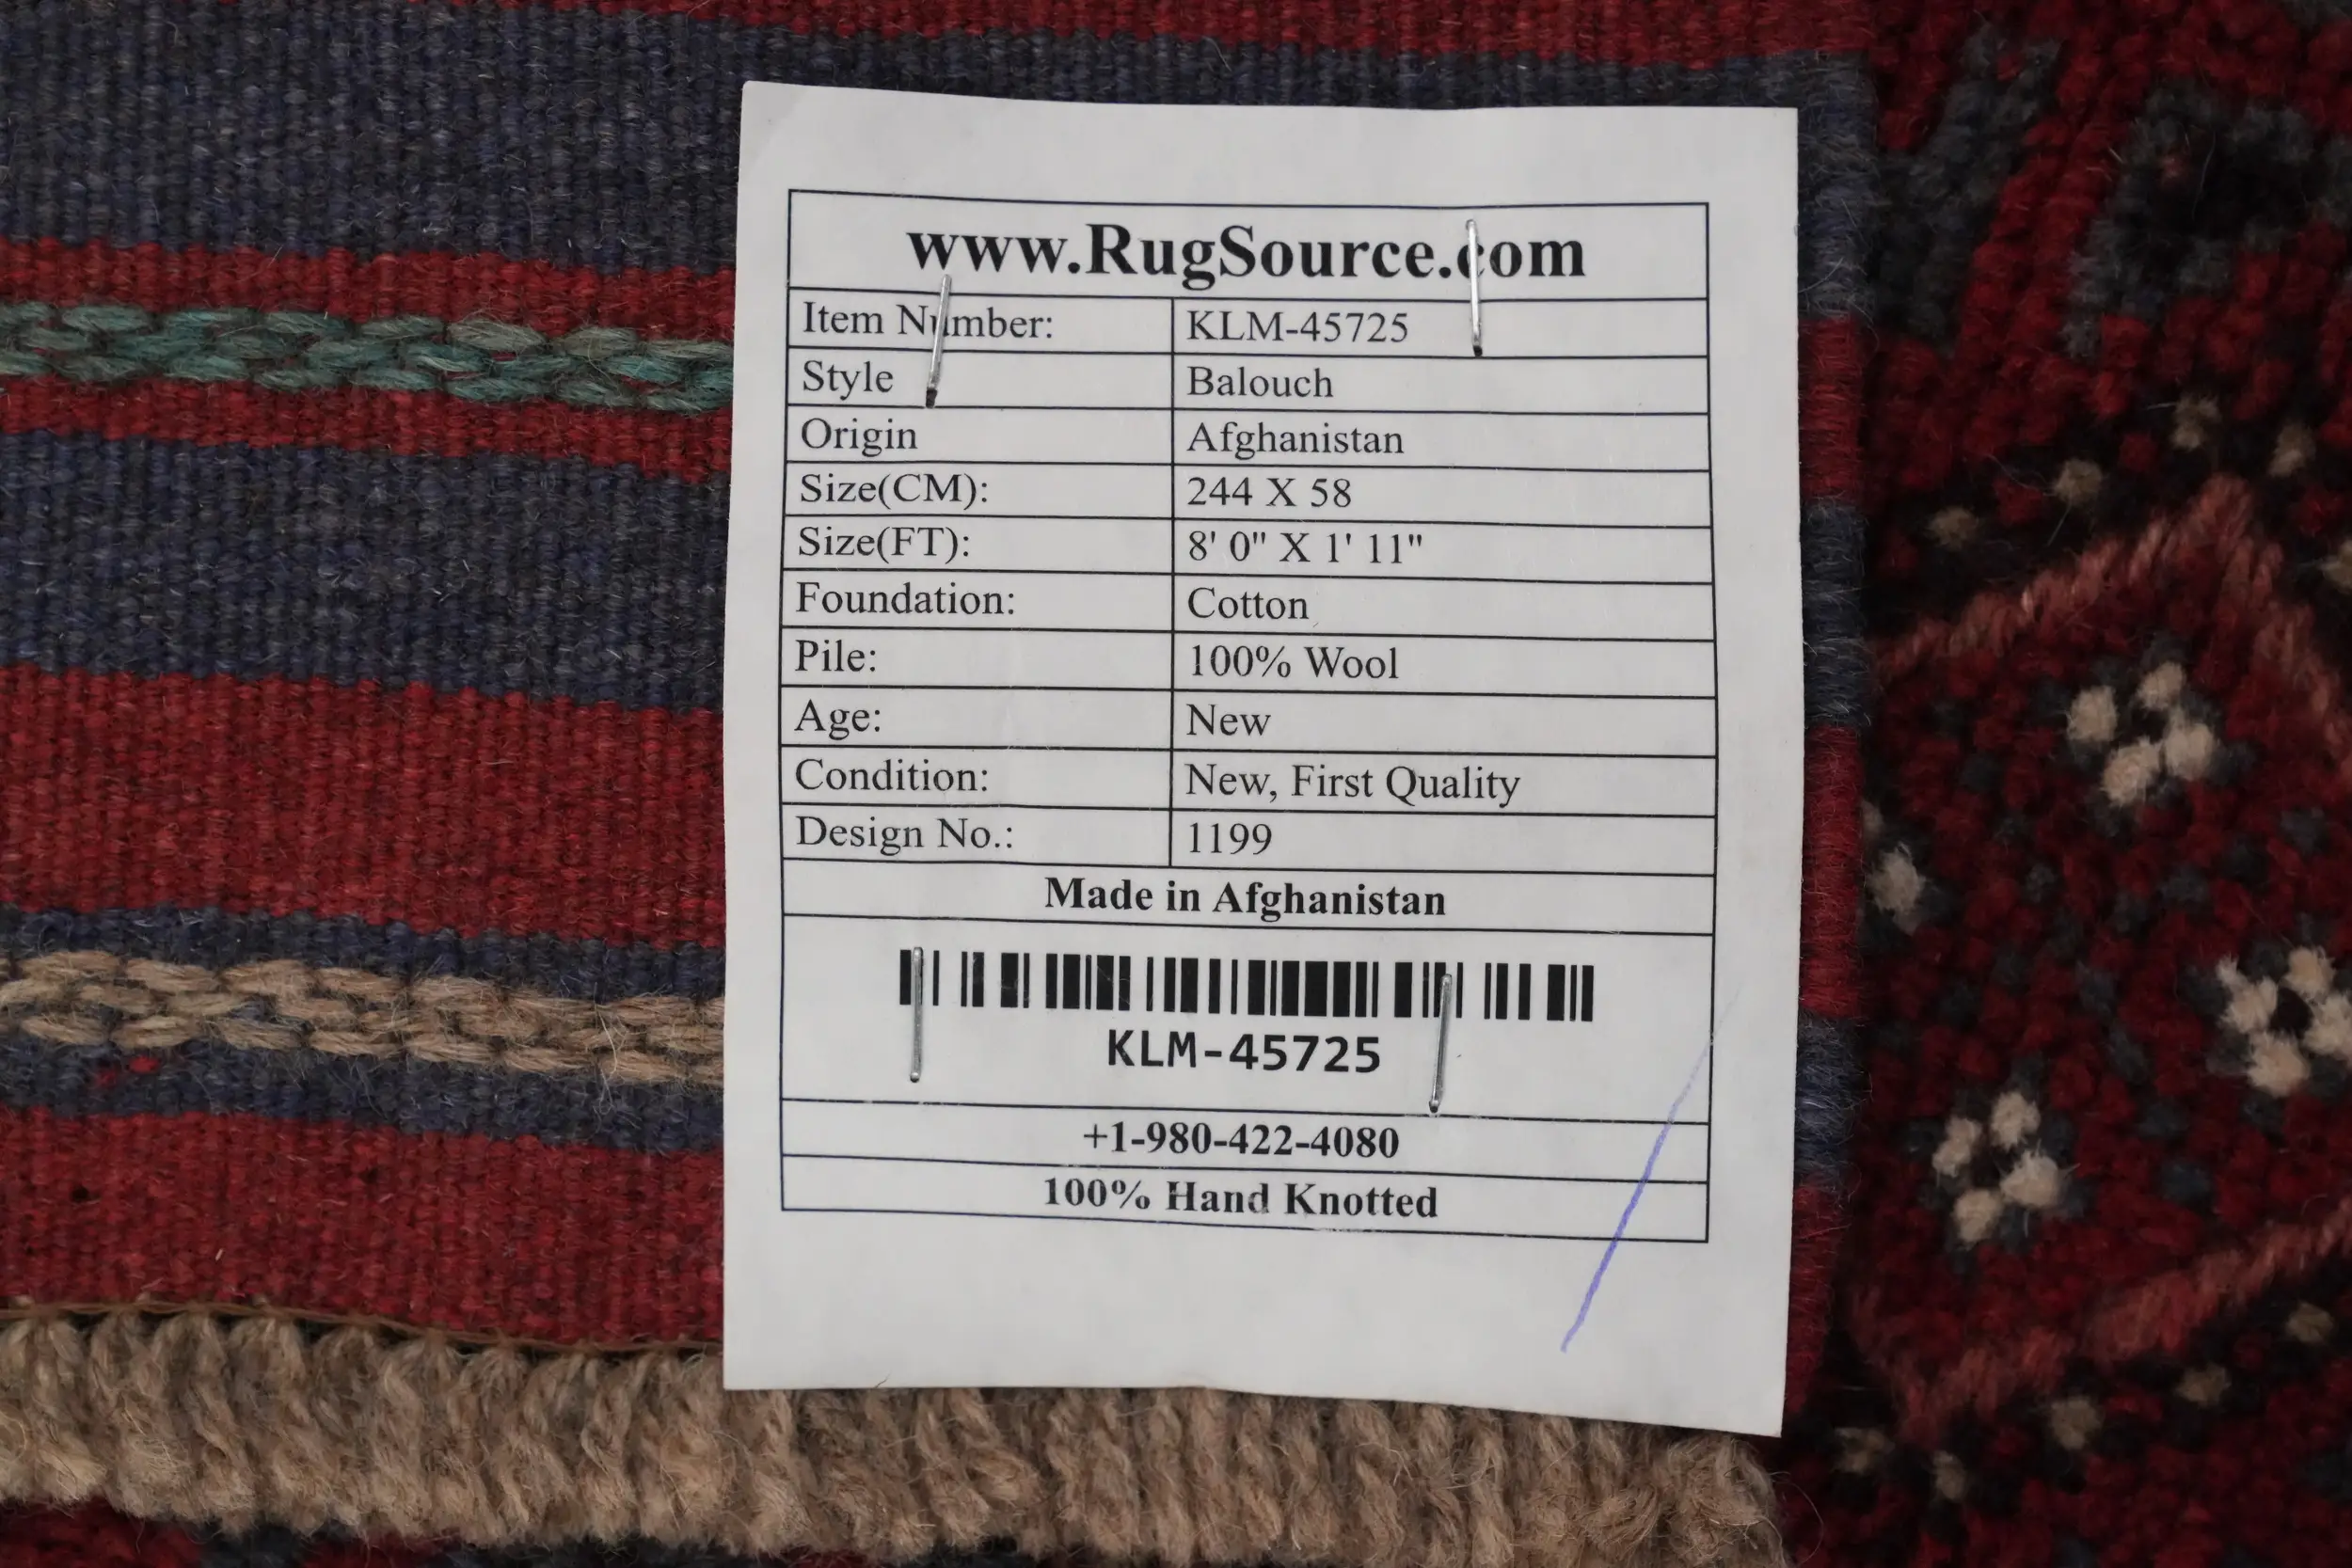 www.RugSource.com
Item Number: KLM-45725
Style Balouch
Origin Afghanistan
Size(CM): 244 X 58
Size(FT): 8' 0" X 1' 11"
Foundation: Cotton
Pile: 100% Wool
Age: New
Condition: New, First Quality
Design No.: 1199
Made in Afghanistan
KLM-45725
+1-980-422-4080
100% Hand Knotted